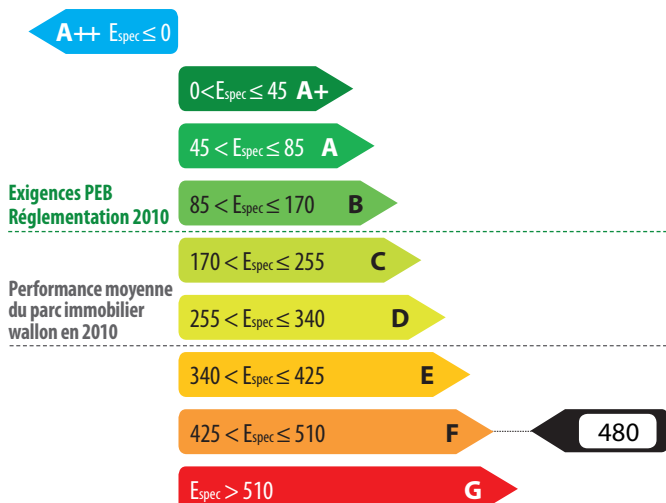 A++ Espec ≤ 0
0<Espec ≤ 45 A+
45 < Espec ≤ 85 A
Exigences PEB
Réglementation 2010
85 < Espec ≤ 170 B
170 < Espec ≤ 255 C
Performance moyenne
du parc immobilier
wallon en 2010
255 < Espec ≤ 340 D
340 < Espec ≤ 425 E
425 < Espec ≤ 510 F
480
Espec > 510 G